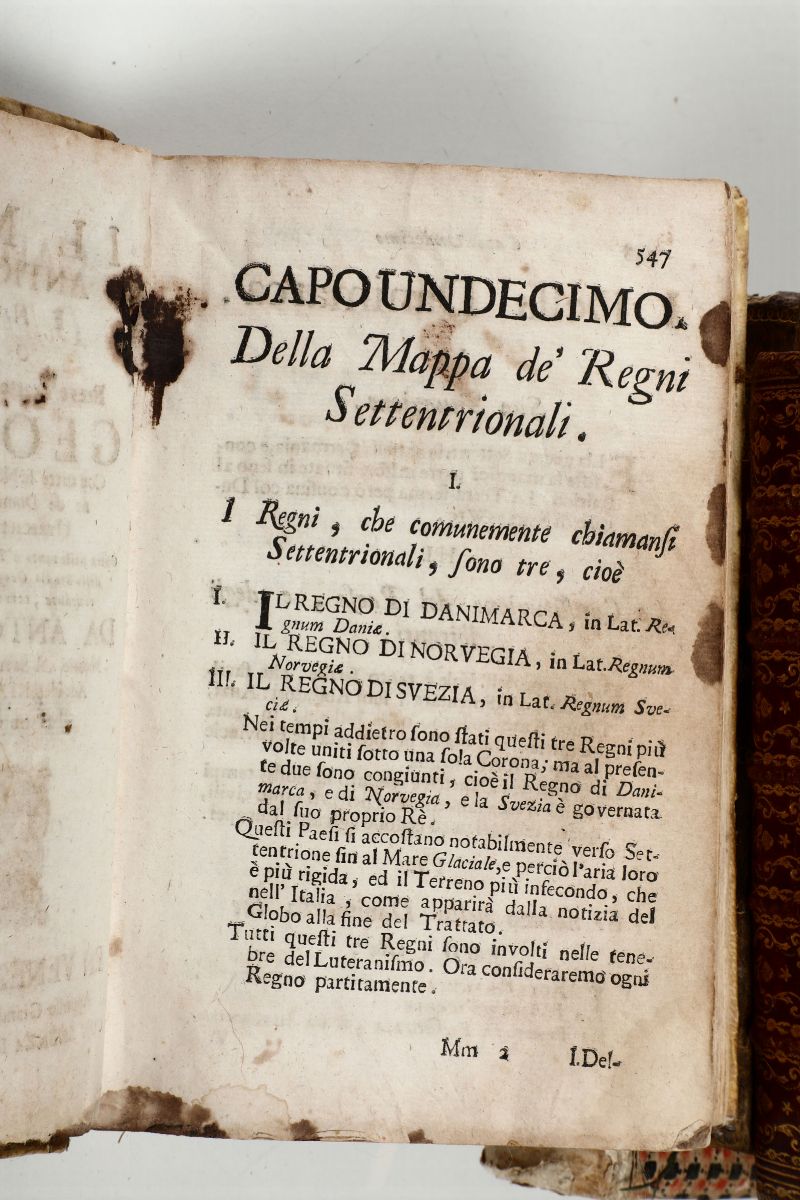 547
CAPO UNDECIMO.
Della Mappa de' Regni
Settentrionali.
I.
I Regni, che comunemente chiamanſi
Settentrionali, ſono tre, cioè
I. IL REGNO DI DANIMARCA, in Lat. Re-
gnum Daniæ.
II. IL REGNO DI NORVEGIA, in Lat. Regnum
Norvegiæ.
III. IL REGNO DI SVEZIA, in Lat. Regnum Sve-
ciæ.
Nei tempi addietro ſono ſtati queſti tre Regni più
volte uniti ſotto una ſola Corona; ma al preſen-
te due ſono congiunti, cioè il Regno di Dani-
marca, e di Norvegia, e la Svezia è governata
dal ſuo proprio Rè.
Queſti Paeſi ſi accoſtano notabilmente verſo Set-
tentrione ſin al Mare Glaciale, e perciò l'aria loro
è più rigida, ed il Terreno più infecondo, che
nell' Italia, come apparirà dalla notizia del
Globo alla fine del Trattato.
Tutti queſti tre Regni ſono involti nelle tene-
bre del Luteraniſmo. Ora conſideraremo ogni
Regno partitamente.
Mm 2 I. Del-